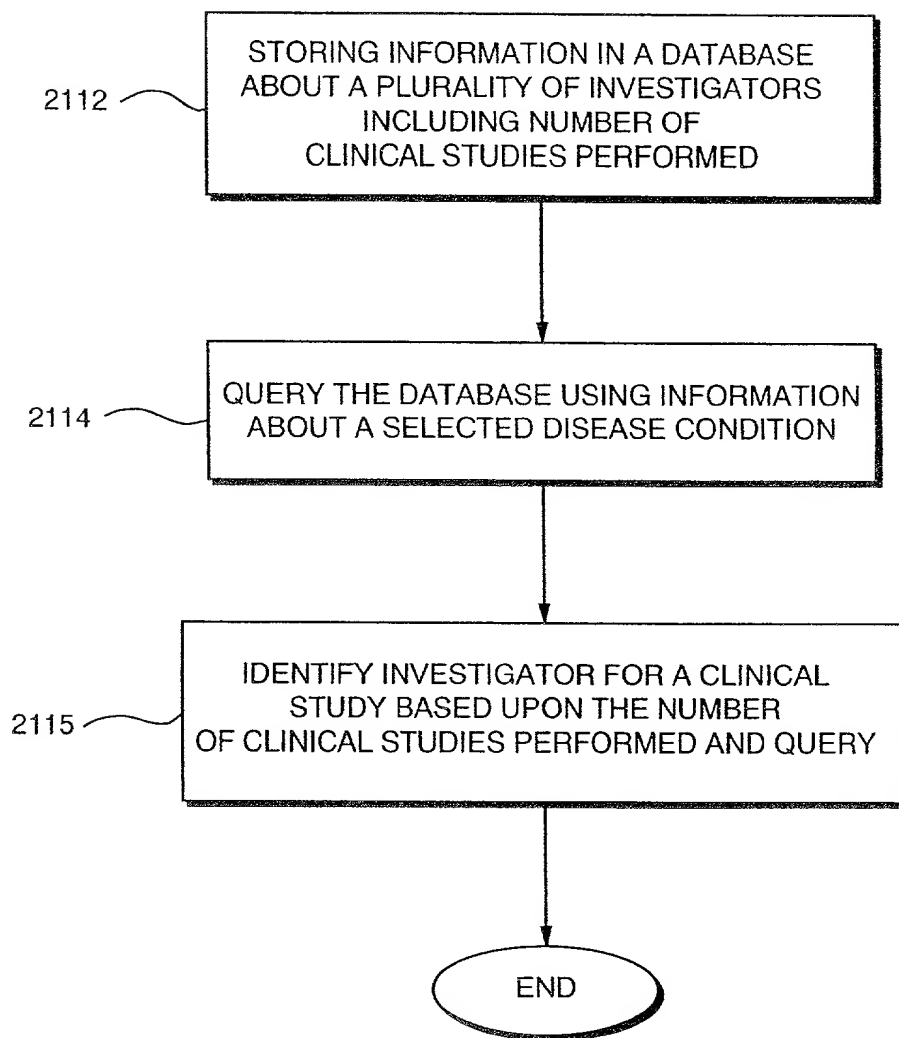 2112
STORING INFORMATION IN A DATABASE
ABOUT A PLURALITY OF INVESTIGATORS
INCLUDING NUMBER OF
CLINICAL STUDIES PERFORMED
2114
QUERY THE DATABASE USING INFORMATION
ABOUT A SELECTED DISEASE CONDITION
2115
IDENTIFY INVESTIGATOR FOR A CLINICAL
STUDY BASED UPON THE NUMBER
OF CLINICAL STUDIES PERFORMED AND QUERY
END